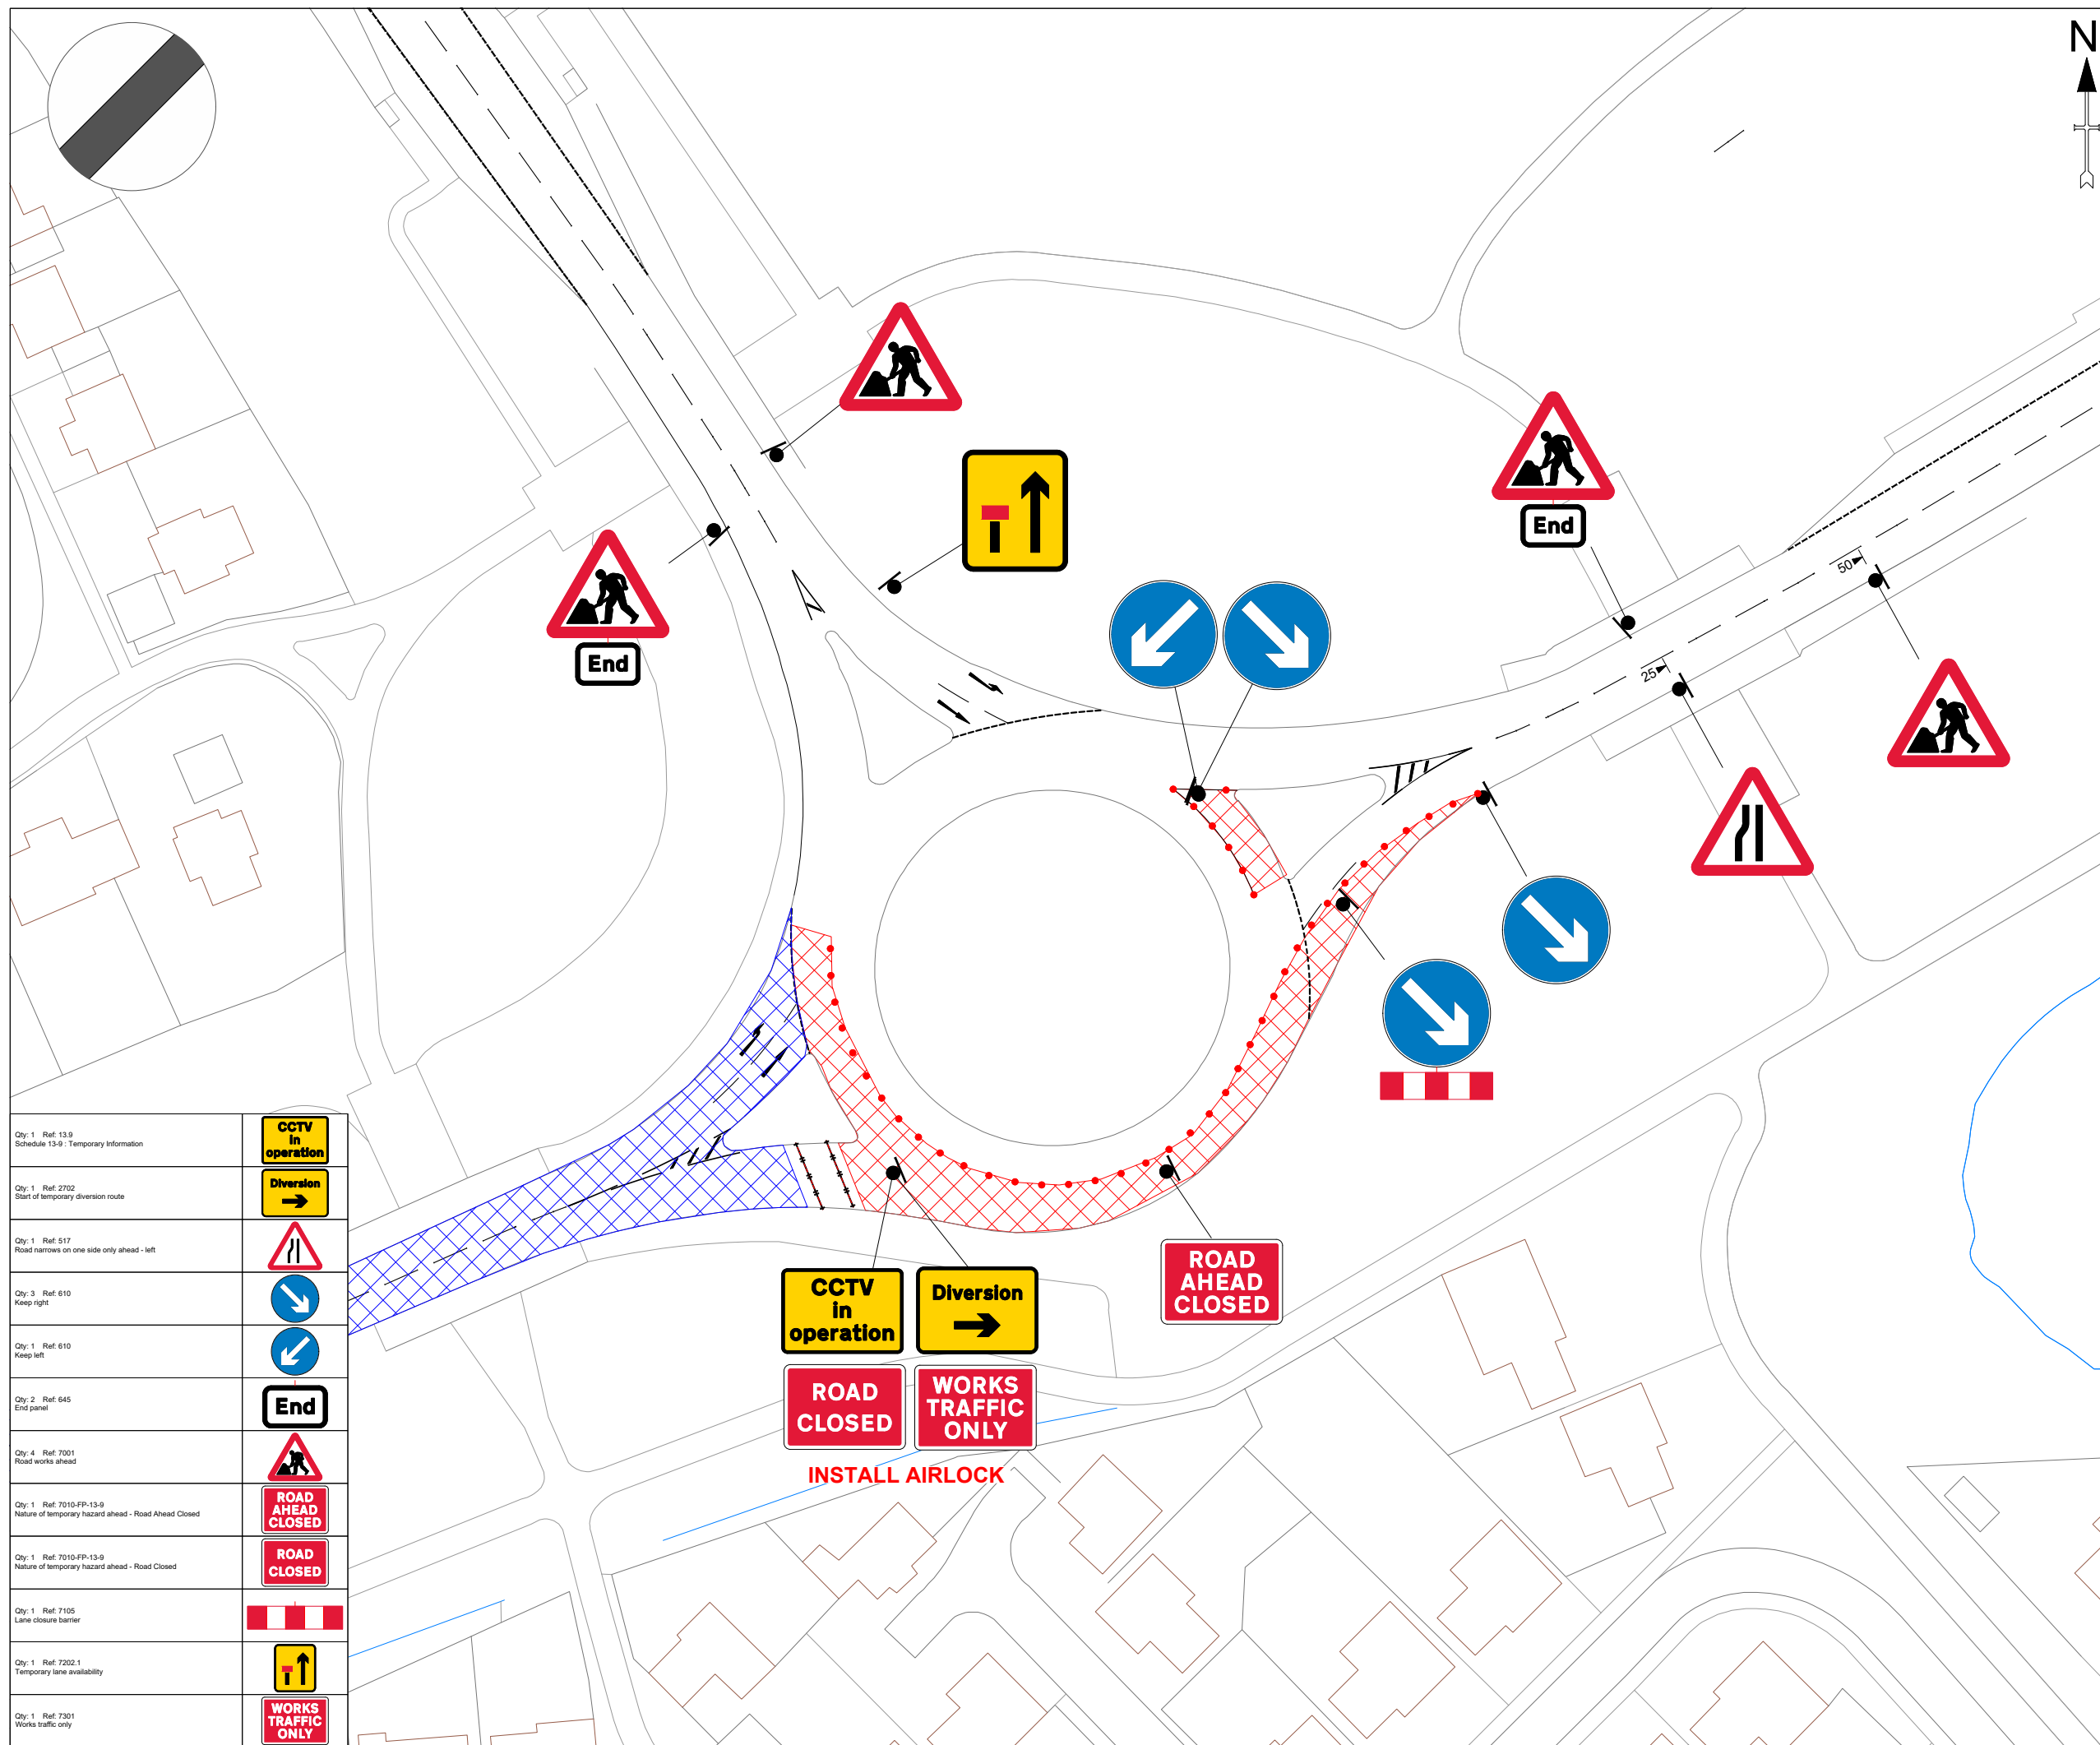 N
End
End
50
25
CCTV
in
operation
Diversion
ROAD
AHEAD
CLOSED
ROAD
CLOSED
WORKS
TRAFFIC
ONLY
INSTALL AIRLOCK
Qty: 1 Ref: 13.9
Schedule 13-9 : Temporary Information
CCTV
in
operation
Qty: 1 Ref: 2702
Start of temporary diversion route
Diversion
Qty: 1 Ref: 517
Road narrows on one side only ahead - left
Qty: 3 Ref: 610
Keep right
Qty: 1 Ref: 610
Keep left
Qty: 2 Ref: 645
End panel
End
Qty: 4 Ref: 7001
Road works ahead
Qty: 1 Ref: 7010-FP-13-9
Nature of temporary hazard ahead - Road Ahead Closed
ROAD
AHEAD
CLOSED
Qty: 1 Ref: 7010-FP-13-9
Nature of temporary hazard ahead - Road Closed
ROAD
CLOSED
Qty: 1 Ref: 7105
Lane closure barrier
Qty: 1 Ref: 7202.1
Temporary lane availability
Qty: 1 Ref: 7301
Works traffic only
WORKS
TRAFFIC
ONLY